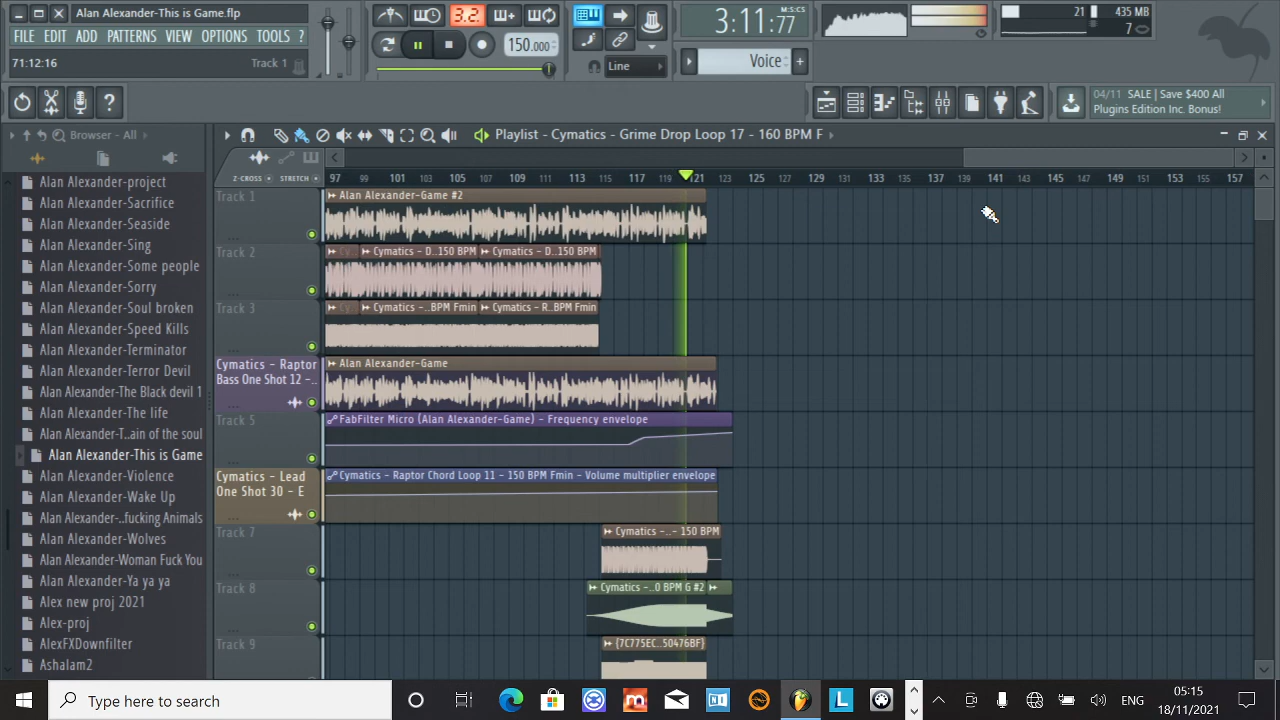 Alan Alexander-This is Game.flp
FILE EDIT ADD PATTERNS VIEW OPTIONS TOOLS ?
71:12:16
Track 1
3.2
150.000
Line
3:11:77
M:S:CS
Voice
21
435 MB
7
04/11 SALE | Save $400 All
Plugins Edition Inc. Bonus!
Browser - All
Playlist - Cymatics - Grime Drop Loop 17 - 160 BPM F
Z-CROSS
STRETCH
97 99 101 103 105 107 109 111 113 115 117 119 121 123 125 127 129 131 133 135 137 139 141 143 145 147 149 151 153 155 157
Alan Alexander-project
Alan Alexander-Sacrifice
Alan Alexander-Seaside
Alan Alexander-Sing
Alan Alexander-Some people
Alan Alexander-Sorry
Alan Alexander-Soul broken
Alan Alexander-Speed Kills
Alan Alexander-Terminator
Alan Alexander-Terror Devil
Alan Alexander-The Black devil 1
Alan Alexander-The life
Alan Alexander-T..ain of the soul
Alan Alexander-This is Game
Alan Alexander-Violence
Alan Alexander-Wake Up
Alan Alexander-..fucking Animals
Alan Alexander-Wolves
Alan Alexander-Woman Fuck You
Alan Alexander-Ya ya ya
Alex new proj 2021
Alex-proj
AlexFXDownfilter
Ashalam2
Track 1
Alan Alexander-Game #2
Track 2
Cymatics - D..150 BPM
Cymatics - D..150 BPM
Track 3
Cymatics - ..BPM Fmin
Cymatics - R..BPM Fmin
Cymatics - Raptor
Bass One Shot 12 -..
Alan Alexander-Game
Track 5
FabFilter Micro (Alan Alexander-Game) - Frequency envelope
Cymatics - Lead
One Shot 30 - E
Cymatics - Raptor Chord Loop 11 - 150 BPM Fmin - Volume multiplier envelope
Track 7
Cymatics -..- 150 BPM
Track 8
Cymatics -..0 BPM G #2
Track 9
{7C775EC..50476BF}
Type here to search
ENG
05:15
18/11/2021